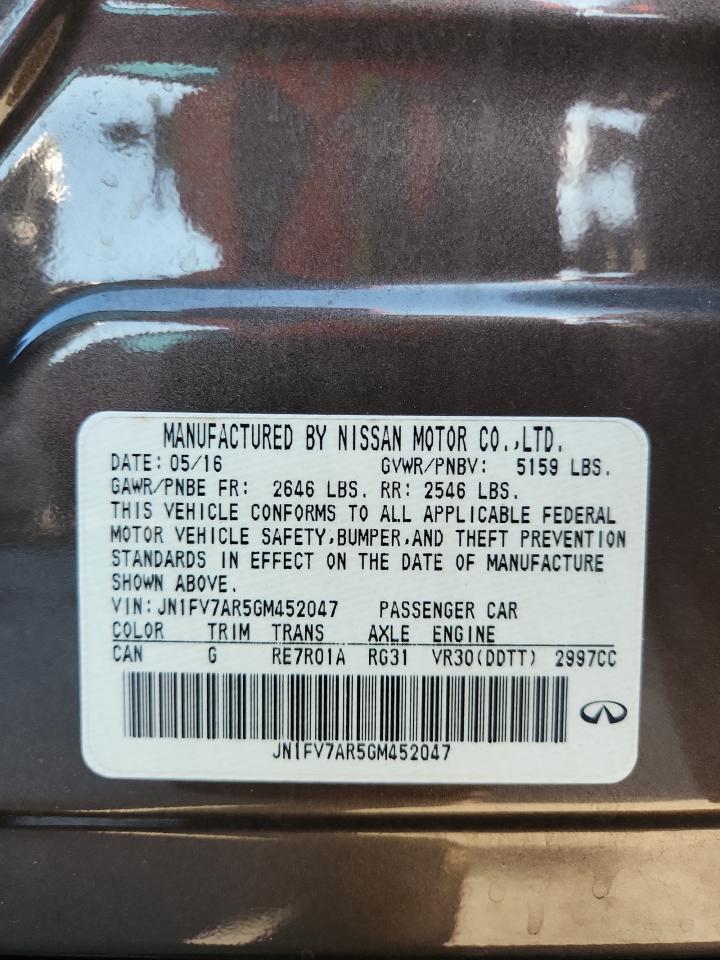 MANUFACTURED BY NISSAN MOTOR CO.,LTD.
DATE: 05/16 GVWR/PNBV: 5159 LBS.
GAWR/PNBE FR: 2646 LBS. RR: 2546 LBS.
THIS VEHICLE CONFORMS TO ALL APPLICABLE FEDERAL
MOTOR VEHICLE SAFETY,BUMPER,AND THEFT PREVENTION
STANDARDS IN EFFECT ON THE DATE OF MANUFACTURE
SHOWN ABOVE.
VIN:JN1FV7AR5GM452047 PASSENGER CAR
COLOR TRIM TRANS AXLE ENGINE
CAN G RE7R01A RG31 VR30(DDTT) 2997CC
JN1FV7AR5GM452047